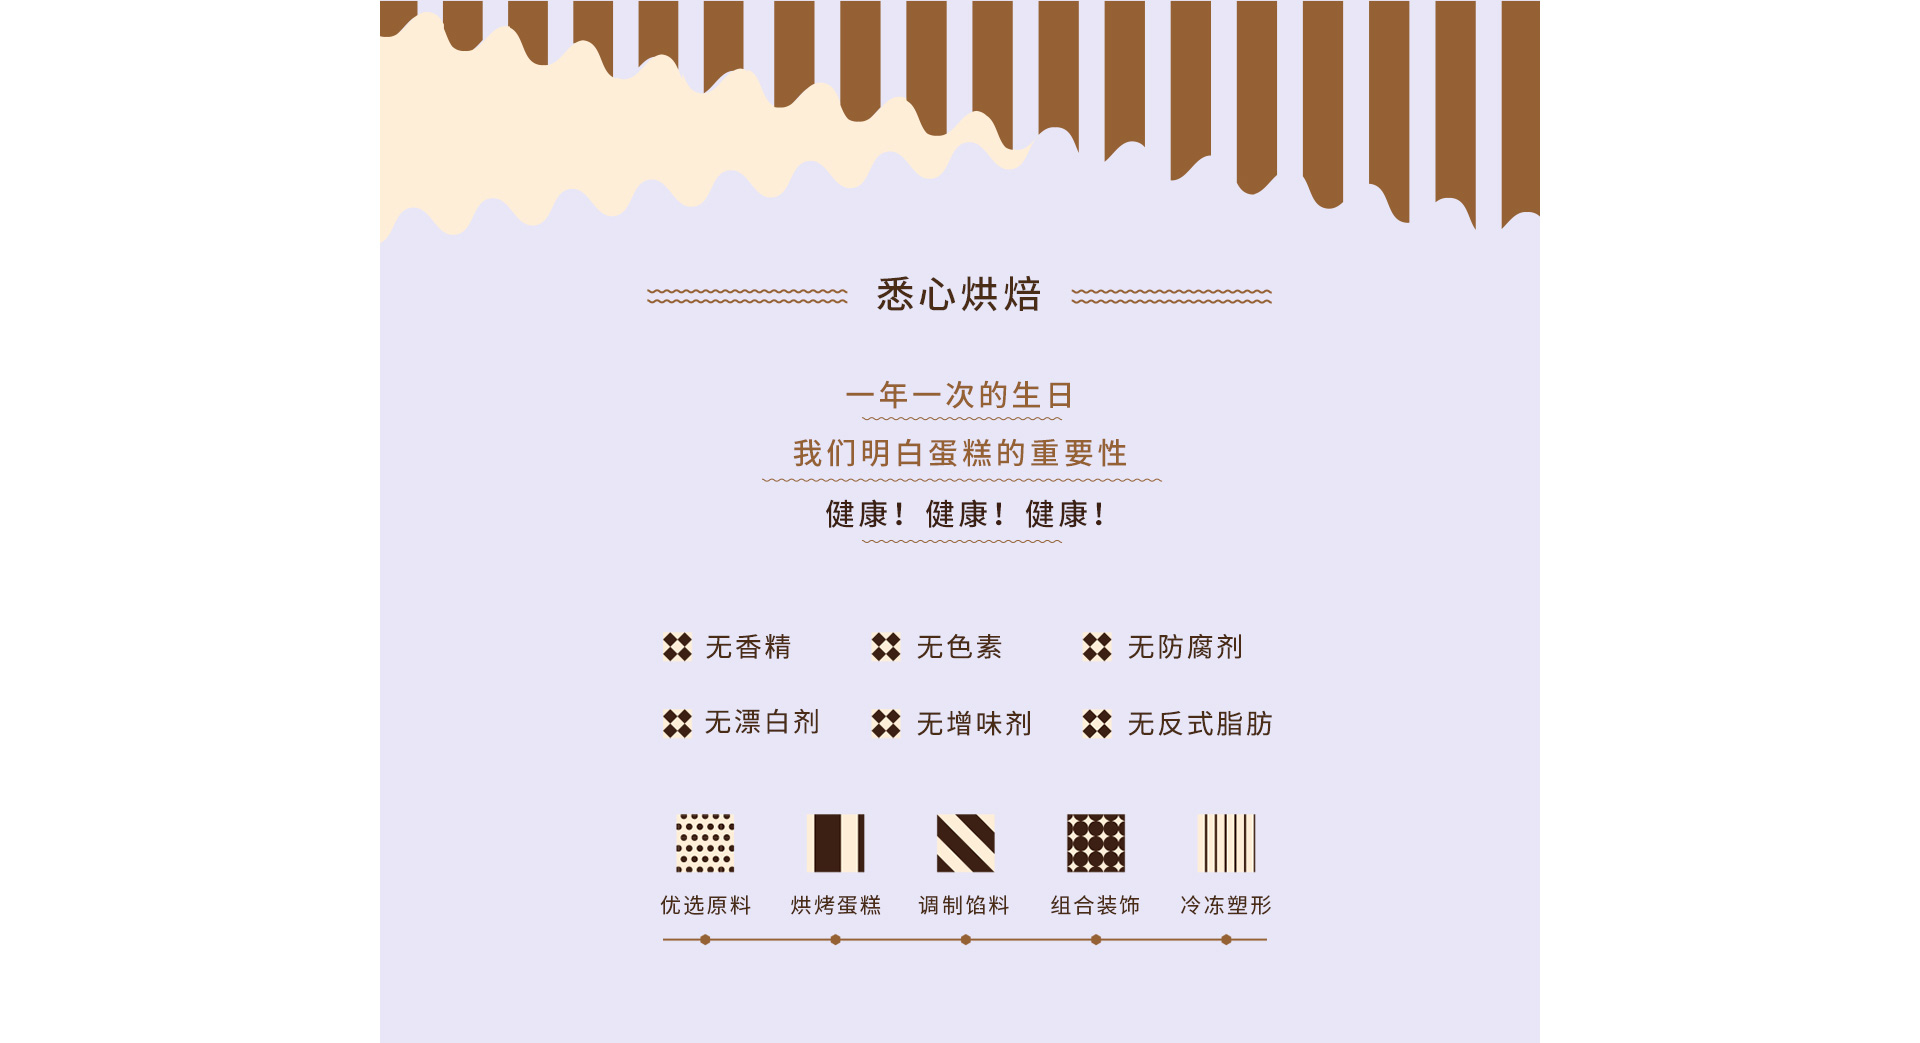 悉心烘焙
一年一次的生日
我们明白蛋糕的重要性
健康！健康！健康！
无香精 无色素 无防腐剂
无漂白剂 无增味剂 无反式脂肪
优选原料 烘烤蛋糕 调制馅料 组合装饰 冷冻塑形